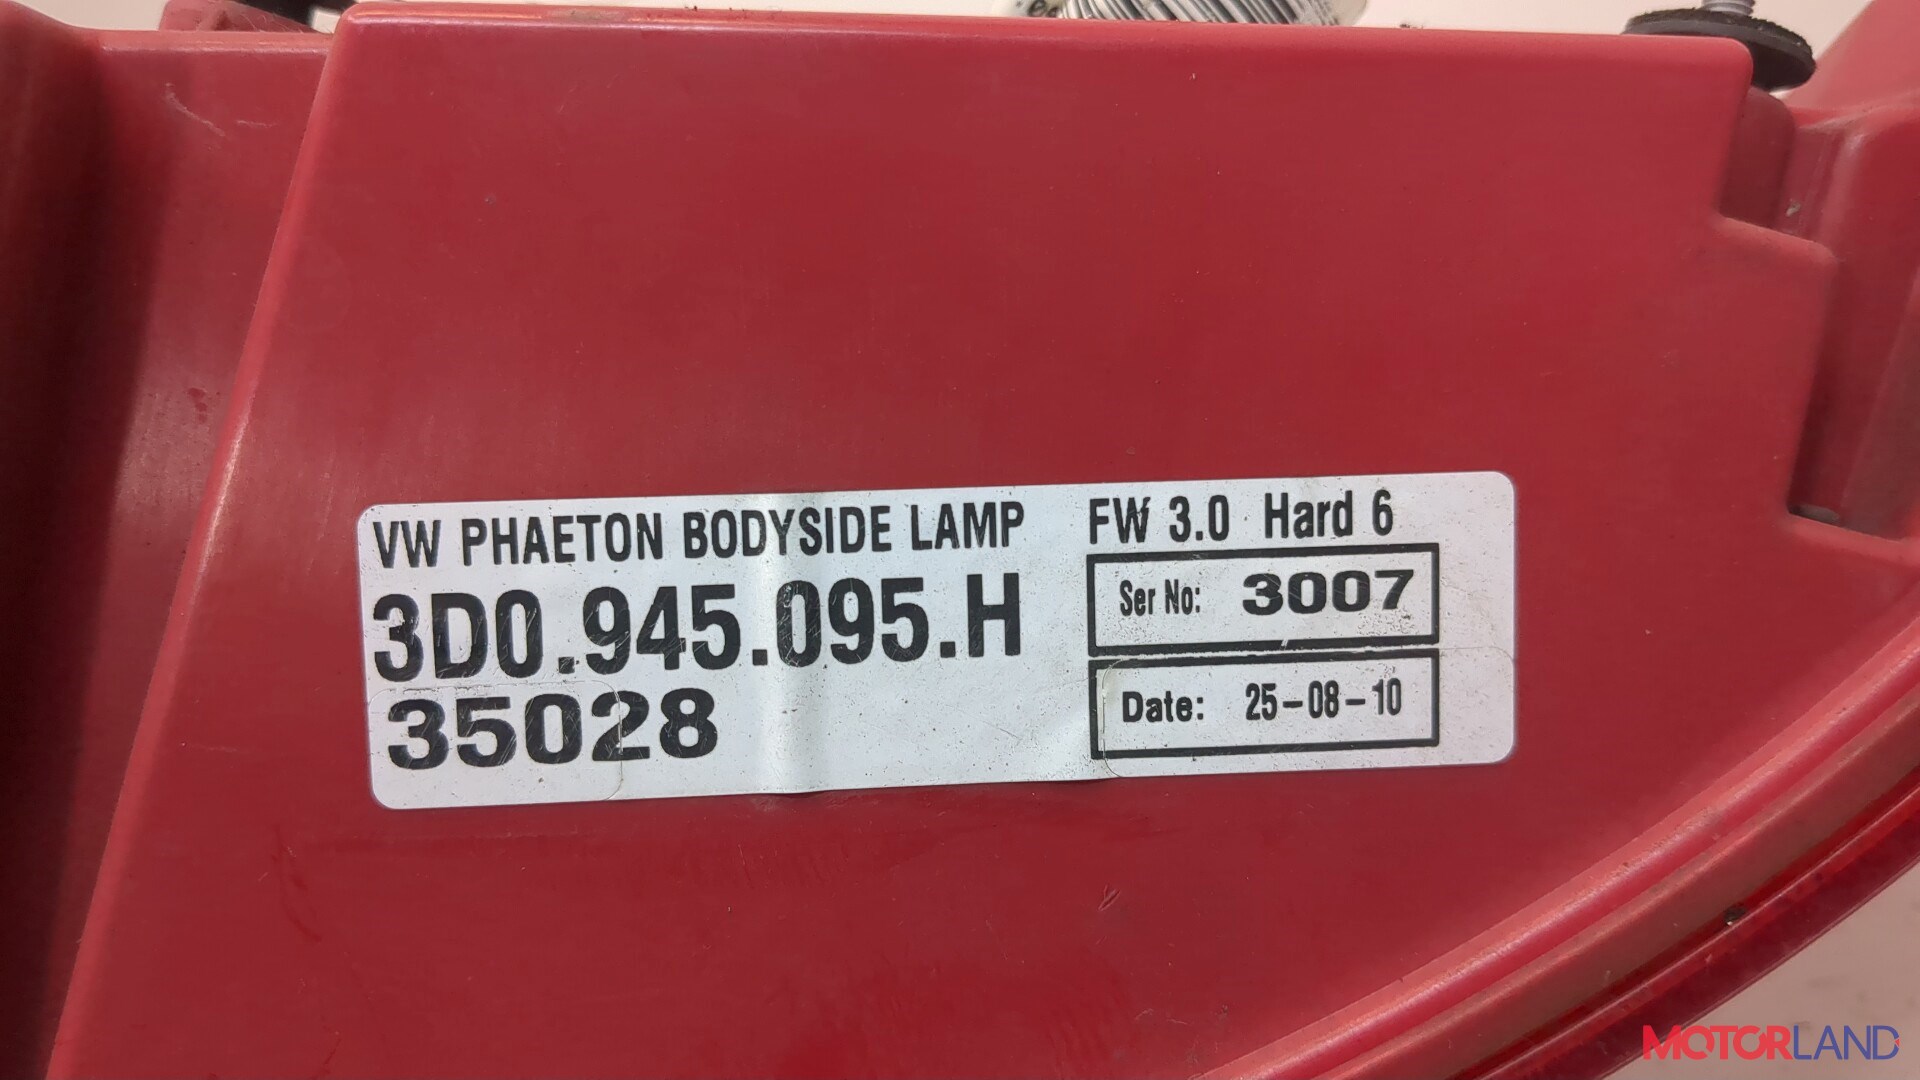 VW PHAETON BODYSIDE LAMP FW 3.0 Hard 6
3D0.945.095.H
Ser No: 3007
35028
Date: 25-08-10
MOTORLAND